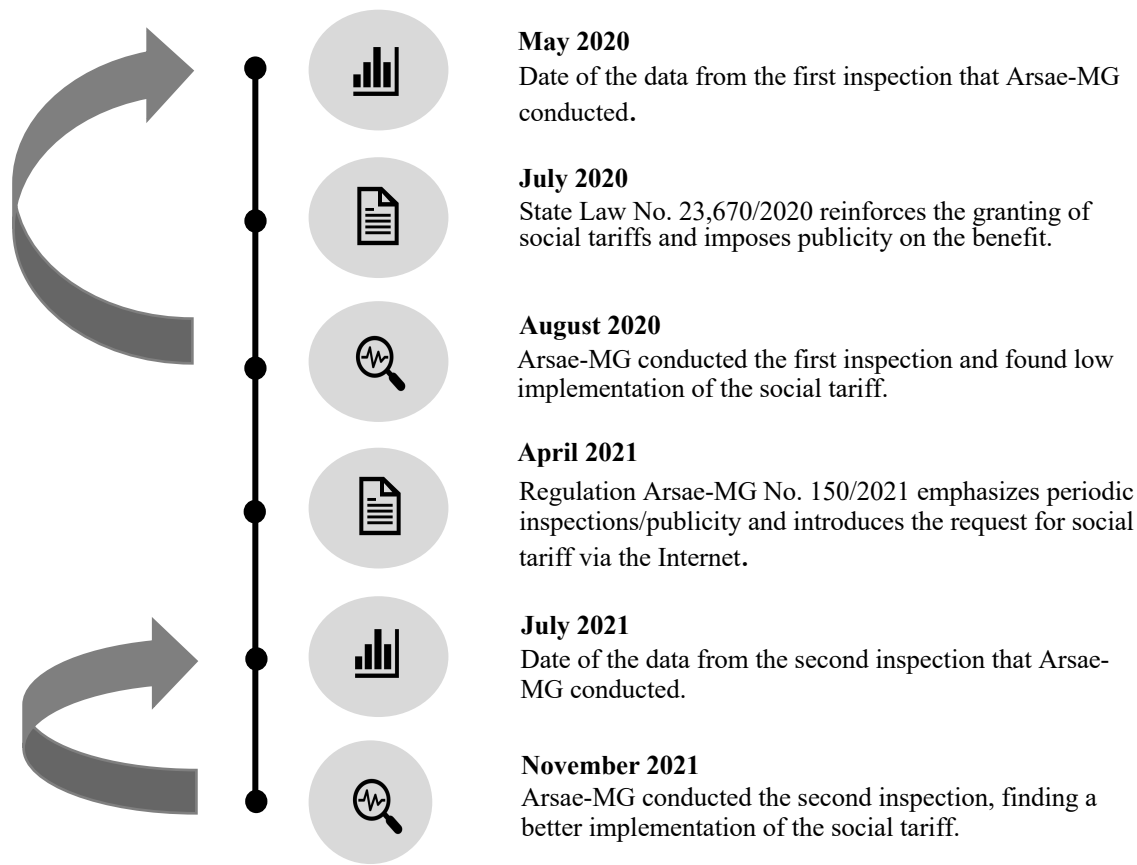 May 2020
Date of the data from the first inspection that Arsae-MG
conducted.
July 2020
State Law No. 23,670/2020 reinforces the granting of
social tariffs and imposes publicity on the benefit.
August 2020
Arsae-MG conducted the first inspection and found low
implementation of the social tariff.
April 2021
Regulation Arsae-MG No. 150/2021 emphasizes periodic
inspections/publicity and introduces the request for social
tariff via the Internet.
July 2021
Date of the data from the second inspection that Arsae-
MG conducted.
November 2021
Arsae-MG conducted the second inspection, finding a
better implementation of the social tariff.